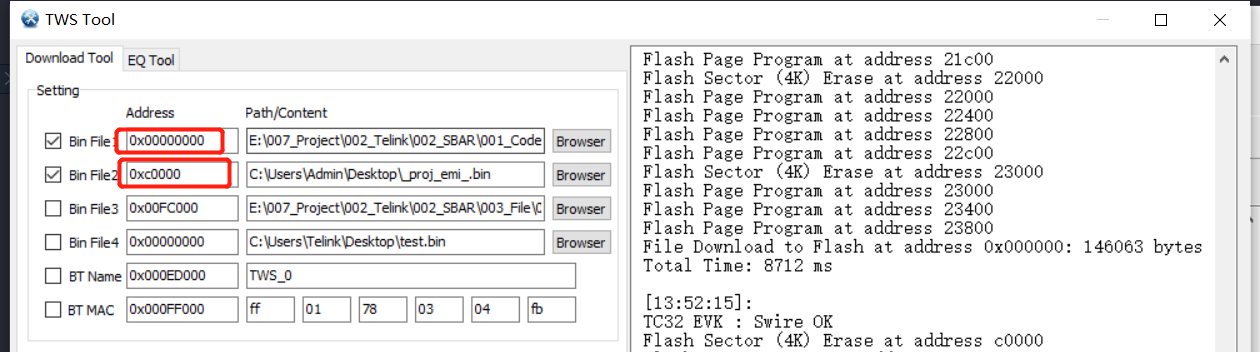 TWS Tool
Download Tool
EQ Tool
Setting
Address Path/Content
Bin File1 0x00000000 E:\007_Project\002_Telink\002_SBAR\001_Code Browser
Bin File2 0xc0000 C:\Users\Admin\Desktop\_proj_emi_.bin Browser
Bin File3 0x00FC000 E:\007_Project\002_Telink\002_SBAR\003_File\0 Browser
Bin File4 0x00000000 C:\Users\Telink\Desktop\test.bin Browser
BT Name 0x000ED000 TWS_0
BT MAC 0x000FF000 ff 01 78 03 04 fb
Flash Page Program at address 21c00
Flash Sector (4K) Erase at address 22000
Flash Page Program at address 22000
Flash Page Program at address 22400
Flash Page Program at address 22800
Flash Page Program at address 22c00
Flash Sector (4K) Erase at address 23000
Flash Page Program at address 23000
Flash Page Program at address 23400
Flash Page Program at address 23800
File Download to Flash at address 0x000000: 146063 bytes
Total Time: 8712 ms
[13:52:15]:
TC32 EVK : Swire OK
Flash Sector (4K) Erase at address c0000